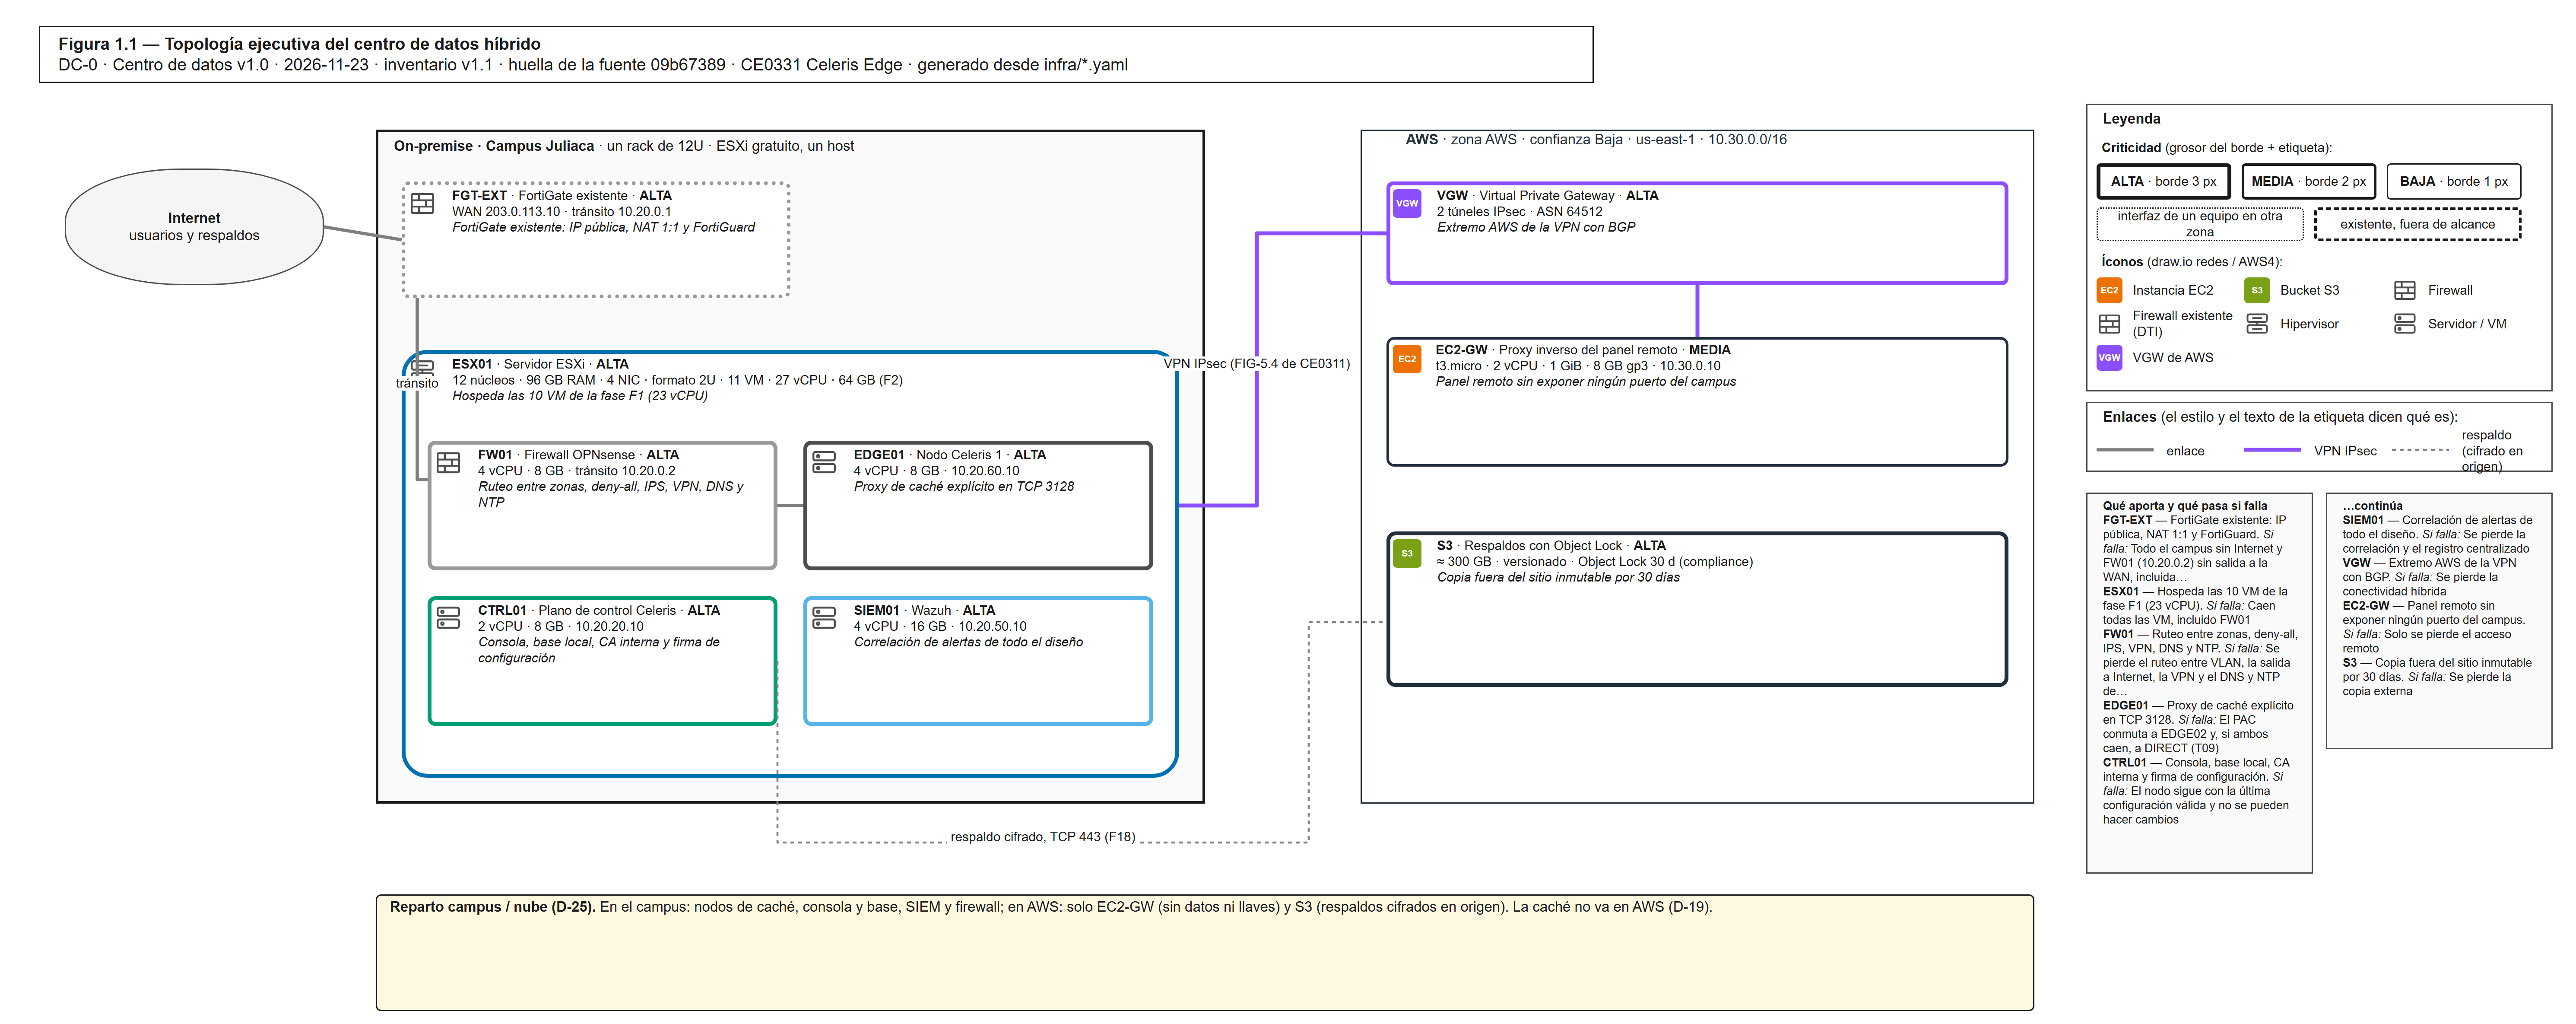 Figura 1.1 — Topología ejecutiva del centro de datos híbrido
DC-0 · Centro de datos v1.0 · 2026-11-23 · inventario v1.1 · huella de la fuente 09b67389 · CE0331 Celeris Edge · generado desde infra/*.yaml
Internet
usuarios y respaldos
On-premise · Campus Juliaca · un rack de 12U · ESXi gratuito, un host
FGT-EXT · FortiGate existente · ALTA
WAN 203.0.113.10 · tránsito 10.20.0.1
FortiGate existente: IP pública, NAT 1:1 y FortiGuard
tránsito
ESX01 · Servidor ESXi · ALTA
12 núcleos · 96 GB RAM · 4 NIC · formato 2U · 11 VM · 27 vCPU · 64 GB (F2)
Hospeda las 10 VM de la fase F1 (23 vCPU)
FW01 · Firewall OPNsense · ALTA
4 vCPU · 8 GB · tránsito 10.20.0.2
Ruteo entre zonas, deny-all, IPS, VPN, DNS y
NTP
EDGE01 · Nodo Celeris 1 · ALTA
4 vCPU · 8 GB · 10.20.60.10
Proxy de caché explícito en TCP 3128
CTRL01 · Plano de control Celeris · ALTA
2 vCPU · 8 GB · 10.20.20.10
Consola, base local, CA interna y firma de
configuración
SIEM01 · Wazuh · ALTA
4 vCPU · 16 GB · 10.20.50.10
Correlación de alertas de todo el diseño
VPN IPsec (FIG-5.4 de CE0311)
respaldo cifrado, TCP 443 (F18)
AWS · zona AWS · confianza Baja · us-east-1 · 10.30.0.0/16
VGW
VGW · Virtual Private Gateway · ALTA
2 túneles IPsec · ASN 64512
Extremo AWS de la VPN con BGP
EC2
EC2-GW · Proxy inverso del panel remoto · MEDIA
t3.micro · 2 vCPU · 1 GiB · 8 GB gp3 · 10.30.0.10
Panel remoto sin exponer ningún puerto del campus
S3
S3 · Respaldos con Object Lock · ALTA
≈ 300 GB · versionado · Object Lock 30 d (compliance)
Copia fuera del sitio inmutable por 30 días
Reparto campus / nube (D-25). En el campus: nodos de caché, consola y base, SIEM y firewall; en AWS: solo EC2-GW (sin datos ni llaves) y S3 (respaldos cifrados en origen). La caché no va en AWS (D-19).
Leyenda
Criticidad (grosor del borde + etiqueta):
ALTA · borde 3 px
MEDIA · borde 2 px
BAJA · borde 1 px
interfaz de un equipo en otra
zona
existente, fuera de alcance
Íconos (draw.io redes / AWS4):
EC2
Instancia EC2
S3
Bucket S3
Firewall
Firewall existente
(DTI)
Hipervisor
Servidor / VM
VGW
VGW de AWS
Enlaces (el estilo y el texto de la etiqueta dicen qué es):
enlace
VPN IPsec
respaldo
(cifrado en
origen)
Qué aporta y qué pasa si falla
FGT-EXT — FortiGate existente: IP
pública, NAT 1:1 y FortiGuard. Si
falla: Todo el campus sin Internet y
FW01 (10.20.0.2) sin salida a la
WAN, incluida…
ESX01 — Hospeda las 10 VM de la
fase F1 (23 vCPU). Si falla: Caen
todas las VM, incluido FW01
FW01 — Ruteo entre zonas, deny-all,
IPS, VPN, DNS y NTP. Si falla: Se
pierde el ruteo entre VLAN, la salida
a Internet, la VPN y el DNS y NTP
de…
EDGE01 — Proxy de caché explícito
en TCP 3128. Si falla: El PAC
conmuta a EDGE02 y, si ambos
caen, a DIRECT (T09)
CTRL01 — Consola, base local, CA
interna y firma de configuración. Si
falla: El nodo sigue con la última
configuración válida y no se pueden
hacer cambios
…continúa
SIEM01 — Correlación de alertas de
todo el diseño. Si falla: Se pierde la
correlación y el registro centralizado
VGW — Extremo AWS de la VPN
con BGP. Si falla: Se pierde la
conectividad híbrida
EC2-GW — Panel remoto sin
exponer ningún puerto del campus.
Si falla: Solo se pierde el acceso
remoto
S3 — Copia fuera del sitio inmutable
por 30 días. Si falla: Se pierde la
copia externa